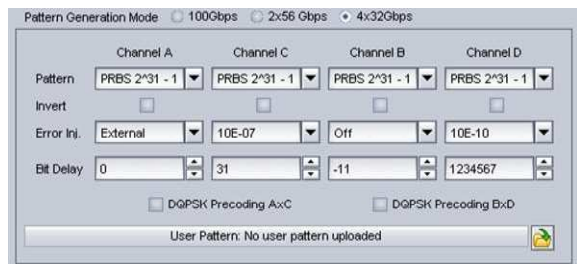 Pattern Generation Mode 100Gbps 2x56 Gbps 4x32Gbps
Channel A Channel C Channel B Channel D
Pattern PRBS 2^31 - 1 PRBS 2^31 - 1 PRBS 2^31 - 1 PRBS 2^31 - 1
Invert
Error Inj. External 10E-07 Off 10E-10
Bit Delay 0 31 -11 1234567
DQPSK Precoding AxC DQPSK Precoding BxD
User Pattern: No user pattern uploaded